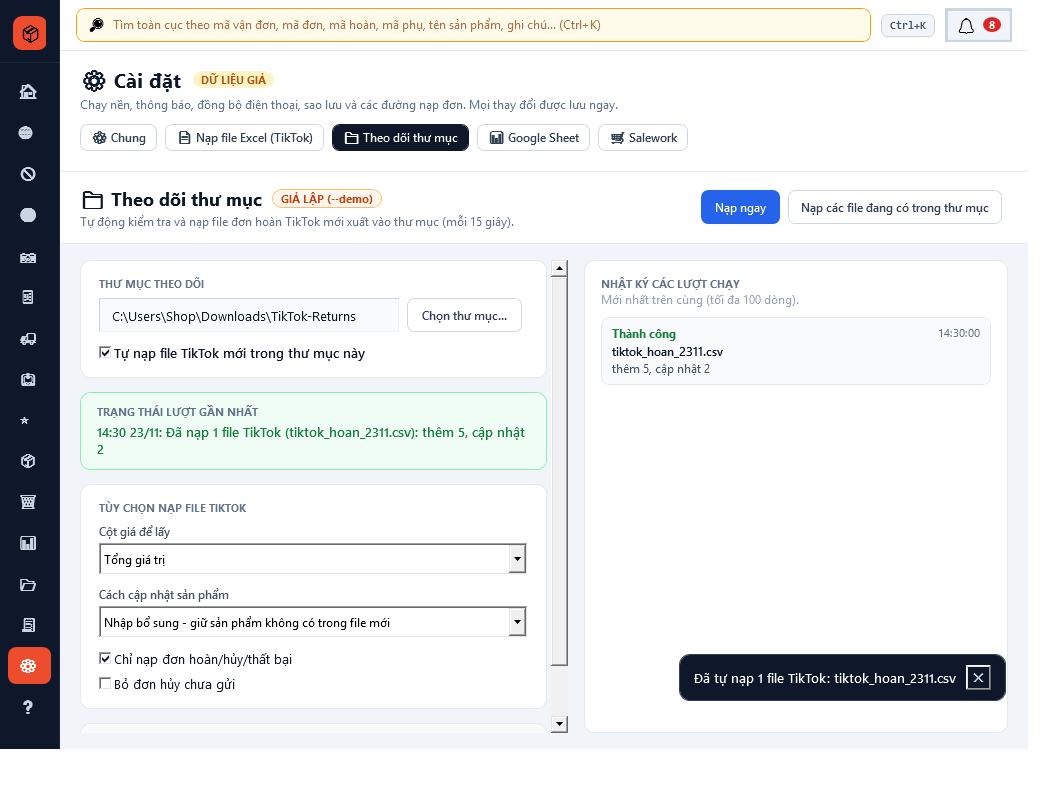 Tìm toàn cục theo mã vận đơn, mã đơn, mã hoàn, mã phụ, tên sản phẩm, ghi chú... (Ctrl+K)
Ctrl+K
8
Cài đặt
DỮ LIỆU GIẢ
Chạy nền, thông báo, đồng bộ điện thoại, sao lưu và các đường nạp đơn. Mọi thay đổi được lưu ngay.
Chung
Nạp file Excel (TikTok)
Theo dõi thư mục
Google Sheet
Salework
Theo dõi thư mục
GIẢ LẬP (--demo)
Tự động kiểm tra và nạp file đơn hoàn TikTok mới xuất vào thư mục (mỗi 15 giây).
Nạp ngay
Nạp các file đang có trong thư mục
THƯ MỤC THEO DÕI
C:\Users\Shop\Downloads\TikTok-Returns
Chọn thư mục...
Tự nạp file TikTok mới trong thư mục này
TRẠNG THÁI LƯỢT GẦN NHẤT
14:30 23/11: Đã nạp 1 file TikTok (tiktok_hoan_2311.csv): thêm 5, cập nhật
2
TÙY CHỌN NẠP FILE TIKTOK
Cột giá để lấy
Tổng giá trị
Cách cập nhật sản phẩm
Nhập bổ sung - giữ sản phẩm không có trong file mới
Chỉ nạp đơn hoàn/hủy/thất bại
Bỏ đơn hủy chưa gửi
NHẬT KÝ CÁC LƯỢT CHẠY
Mới nhất trên cùng (tối đa 100 dòng).
Thành công
14:30:00
tiktok_hoan_2311.csv
thêm 5, cập nhật 2
Đã tự nạp 1 file TikTok: tiktok_hoan_2311.csv